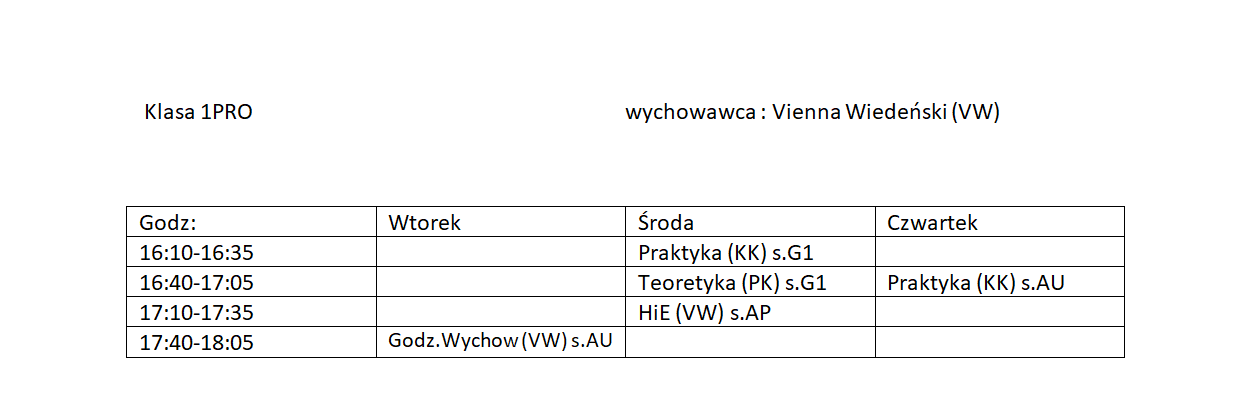 Klasa 1PRO wychowawca : Vienna Wiedeński (VW)
Godz: Wtorek Środa Czwartek
16:10-16:35 Praktyka (KK) s.G1
16:40-17:05 Teoretyka (PK) s.G1 Praktyka (KK) s.AU
17:10-17:35 HiE (VW) s.AP
17:40-18:05 Godz.Wychow (VW) s.AU